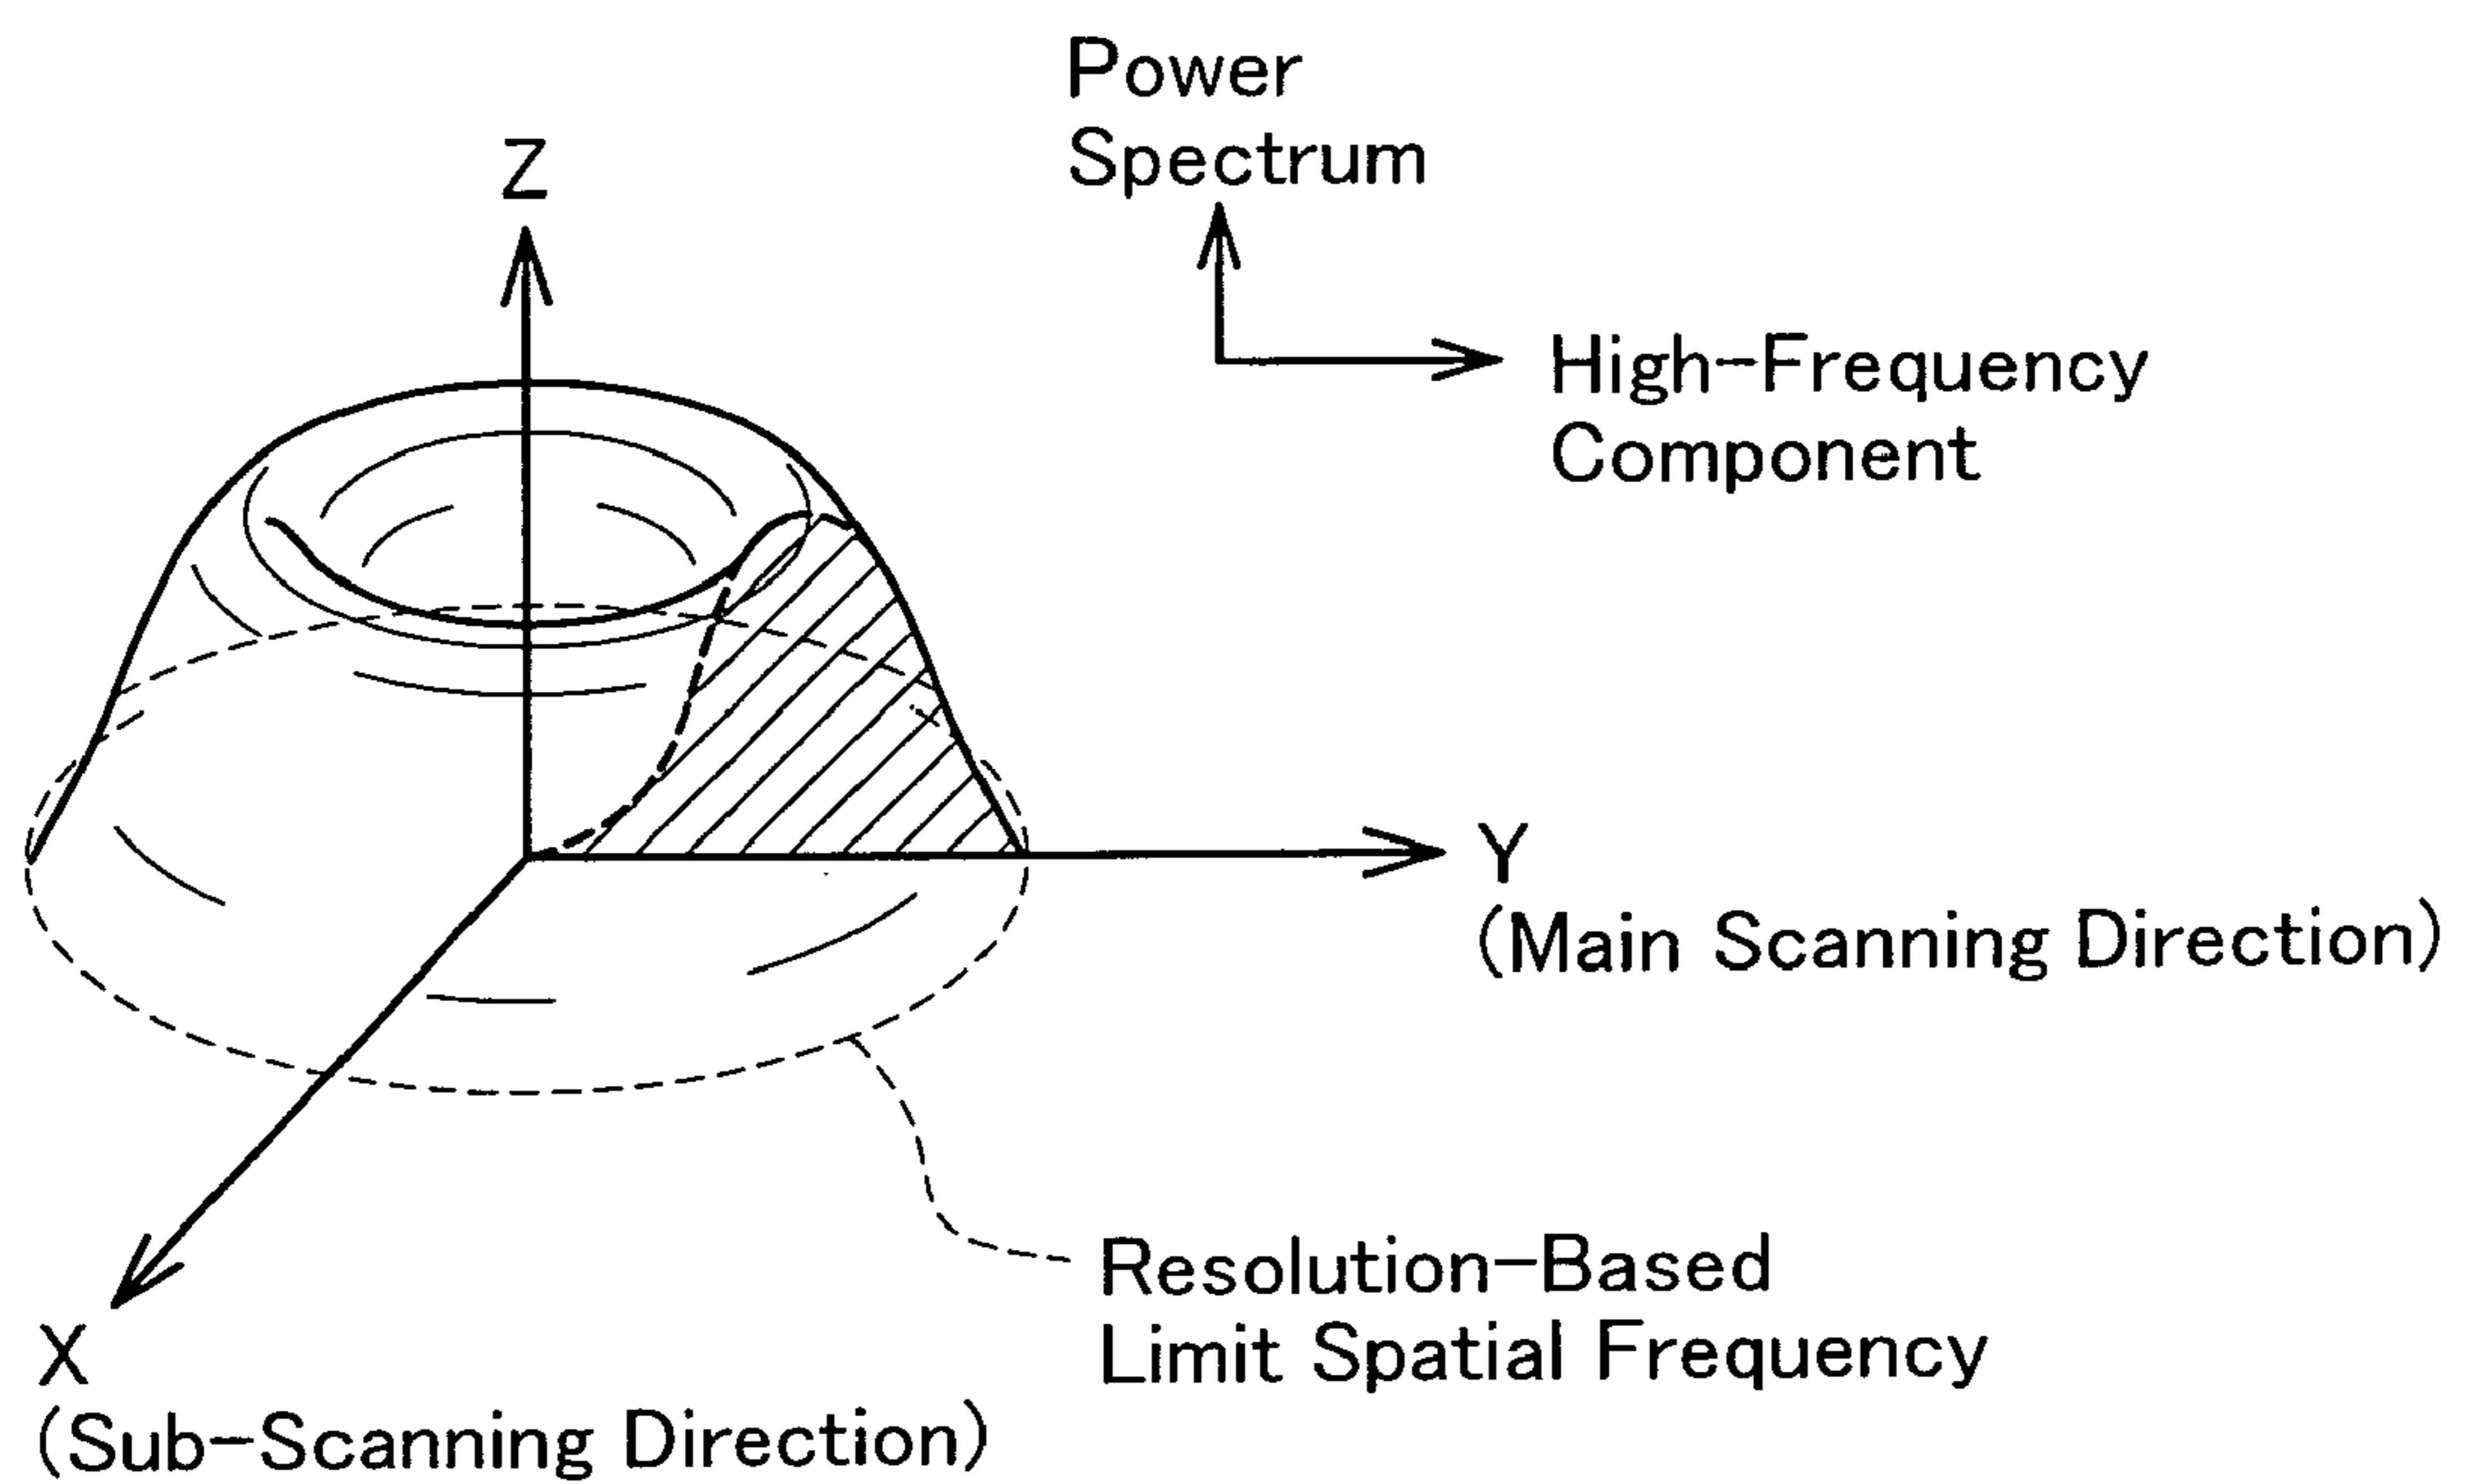 Power
Spectrum
Z
High-Frequency
Component
Y
(Main Scanning Direction)
Resolution-Based
Limit Spatial Frequency
X
(Sub-Scanning Direction)